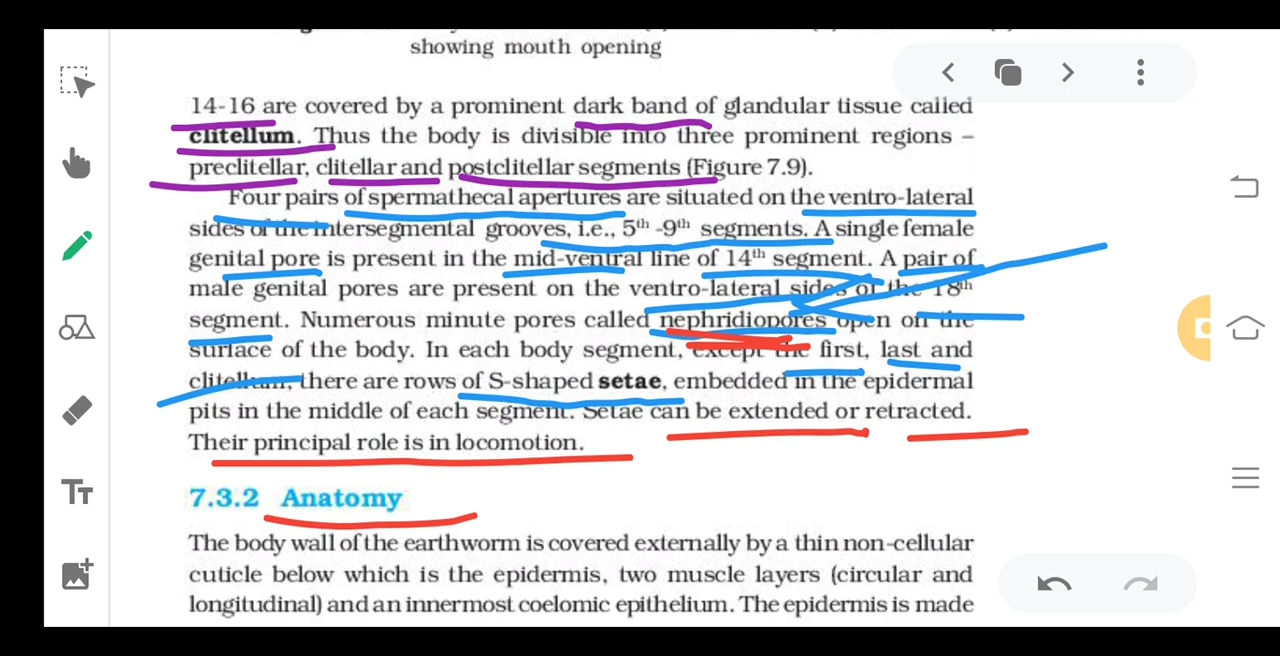 showing mouth opening
14-16 are covered by a prominent dark band of glandular tissue called
clitellum. Thus the body is divisible into three prominent regions –
preclitellar, clitellar and postclitellar segments (Figure 7.9).
Four pairs of spermathecal apertures are situated on the ventro-lateral
sides of the intersegmental grooves, i.e., 5th -9th segments. A single female
genital pore is present in the mid-ventral line of 14th segment. A pair of
male genital pores are present on the ventro-lateral sides of the 18th
segment. Numerous minute pores called nephridiopores open on the
surface of the body. In each body segment, except the first, last and
clitellum, there are rows of S-shaped setae, embedded in the epidermal
pits in the middle of each segment. Setae can be extended or retracted.
Their principal role is in locomotion.
7.3.2 Anatomy
The body wall of the earthworm is covered externally by a thin non-cellular
cuticle below which is the epidermis, two muscle layers (circular and
longitudinal) and an innermost coelomic epithelium. The epidermis is made
TT